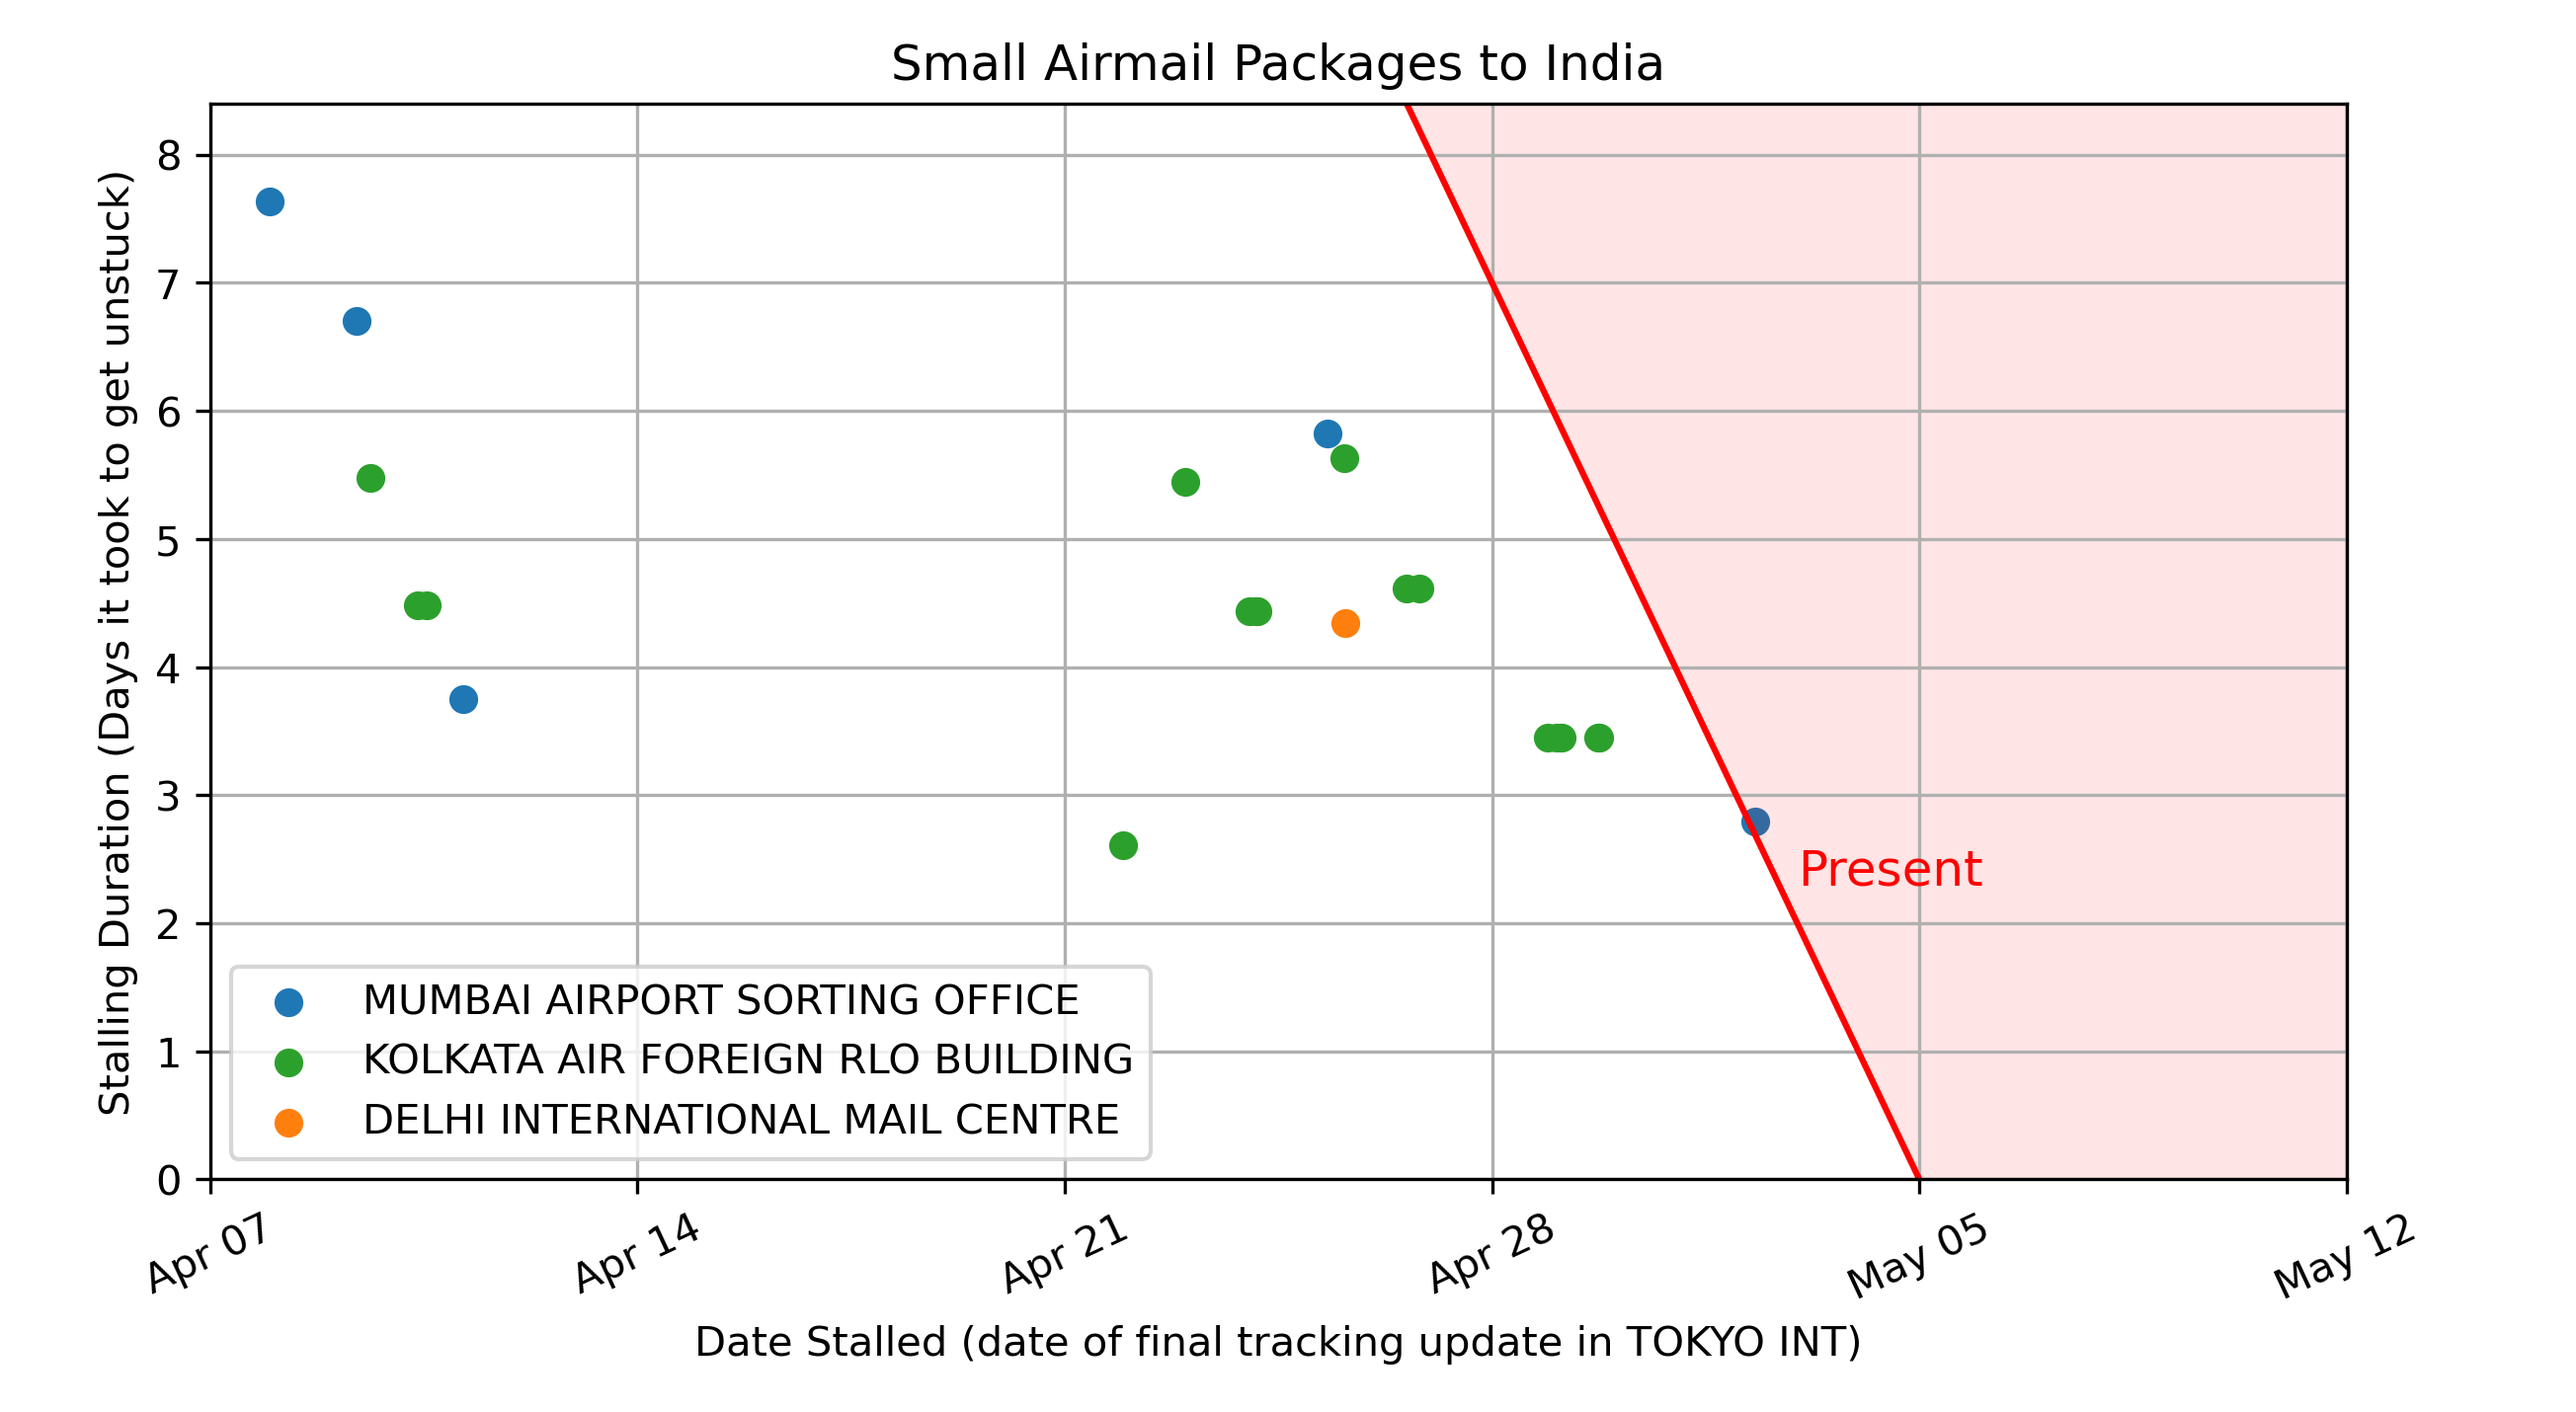 Small Airmail Packages to India
Stalling Duration (Days it took to get unstuck)
8
7
6
5
4
3
2
1
0
Present
MUMBAI AIRPORT SORTING OFFICE
KOLKATA AIR FOREIGN RLO BUILDING
DELHI INTERNATIONAL MAIL CENTRE
Apr 07
Apr 14
Apr 21
Apr 28
May 05
May 12
Date Stalled (date of final tracking update in TOKYO INT)